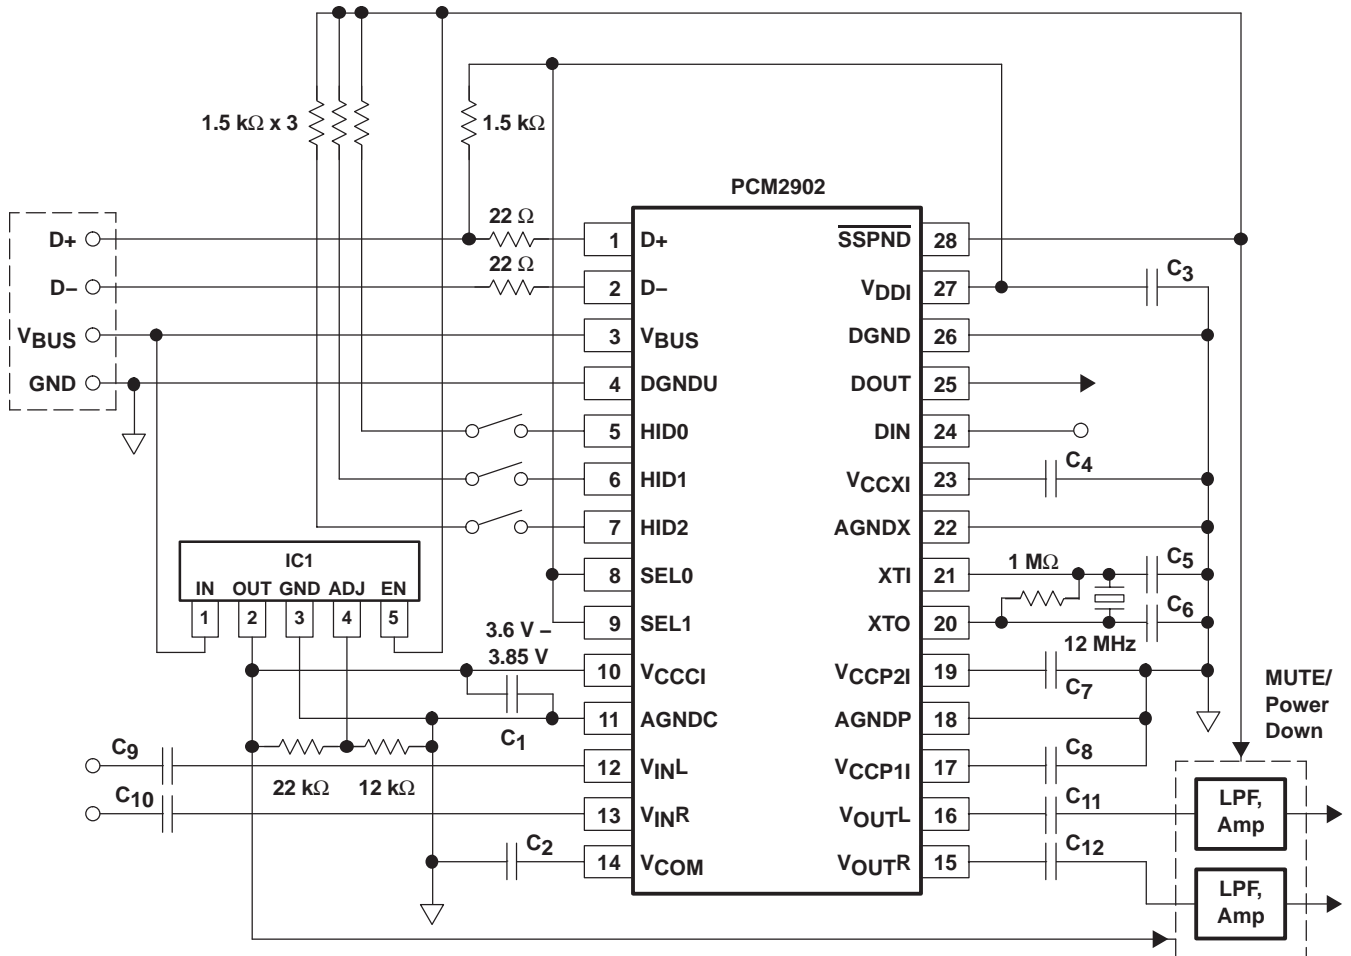 1.5 kΩ x 3
1.5 kΩ
PCM2902
22 Ω
22 Ω
D+
D–
VBUS
GND
1 D+
2 D–
3 VBUS
4 DGNDU
5 HID0
6 HID1
7 HID2
8 SEL0
9 SEL1
10 VCCCI
11 AGNDC
12 VINL
13 VINR
14 VCOM
SSPND 28
VDDI 27
DGND 26
DOUT 25
DIN 24
VCCXI 23
AGNDX 22
XTI 21
XTO 20
VCCP2I 19
AGNDP 18
VCCP1I 17
VOUTL 16
VOUTR 15
IC1
IN OUT GND ADJ EN
1 2 3 4 5
3.6 V –
3.85 V
C1
22 kΩ
12 kΩ
C9
C10
C2
C3
C4
1 MΩ
C5
C6
12 MHz
C7
C8
C11
C12
MUTE/
Power
Down
LPF,
Amp
LPF,
Amp